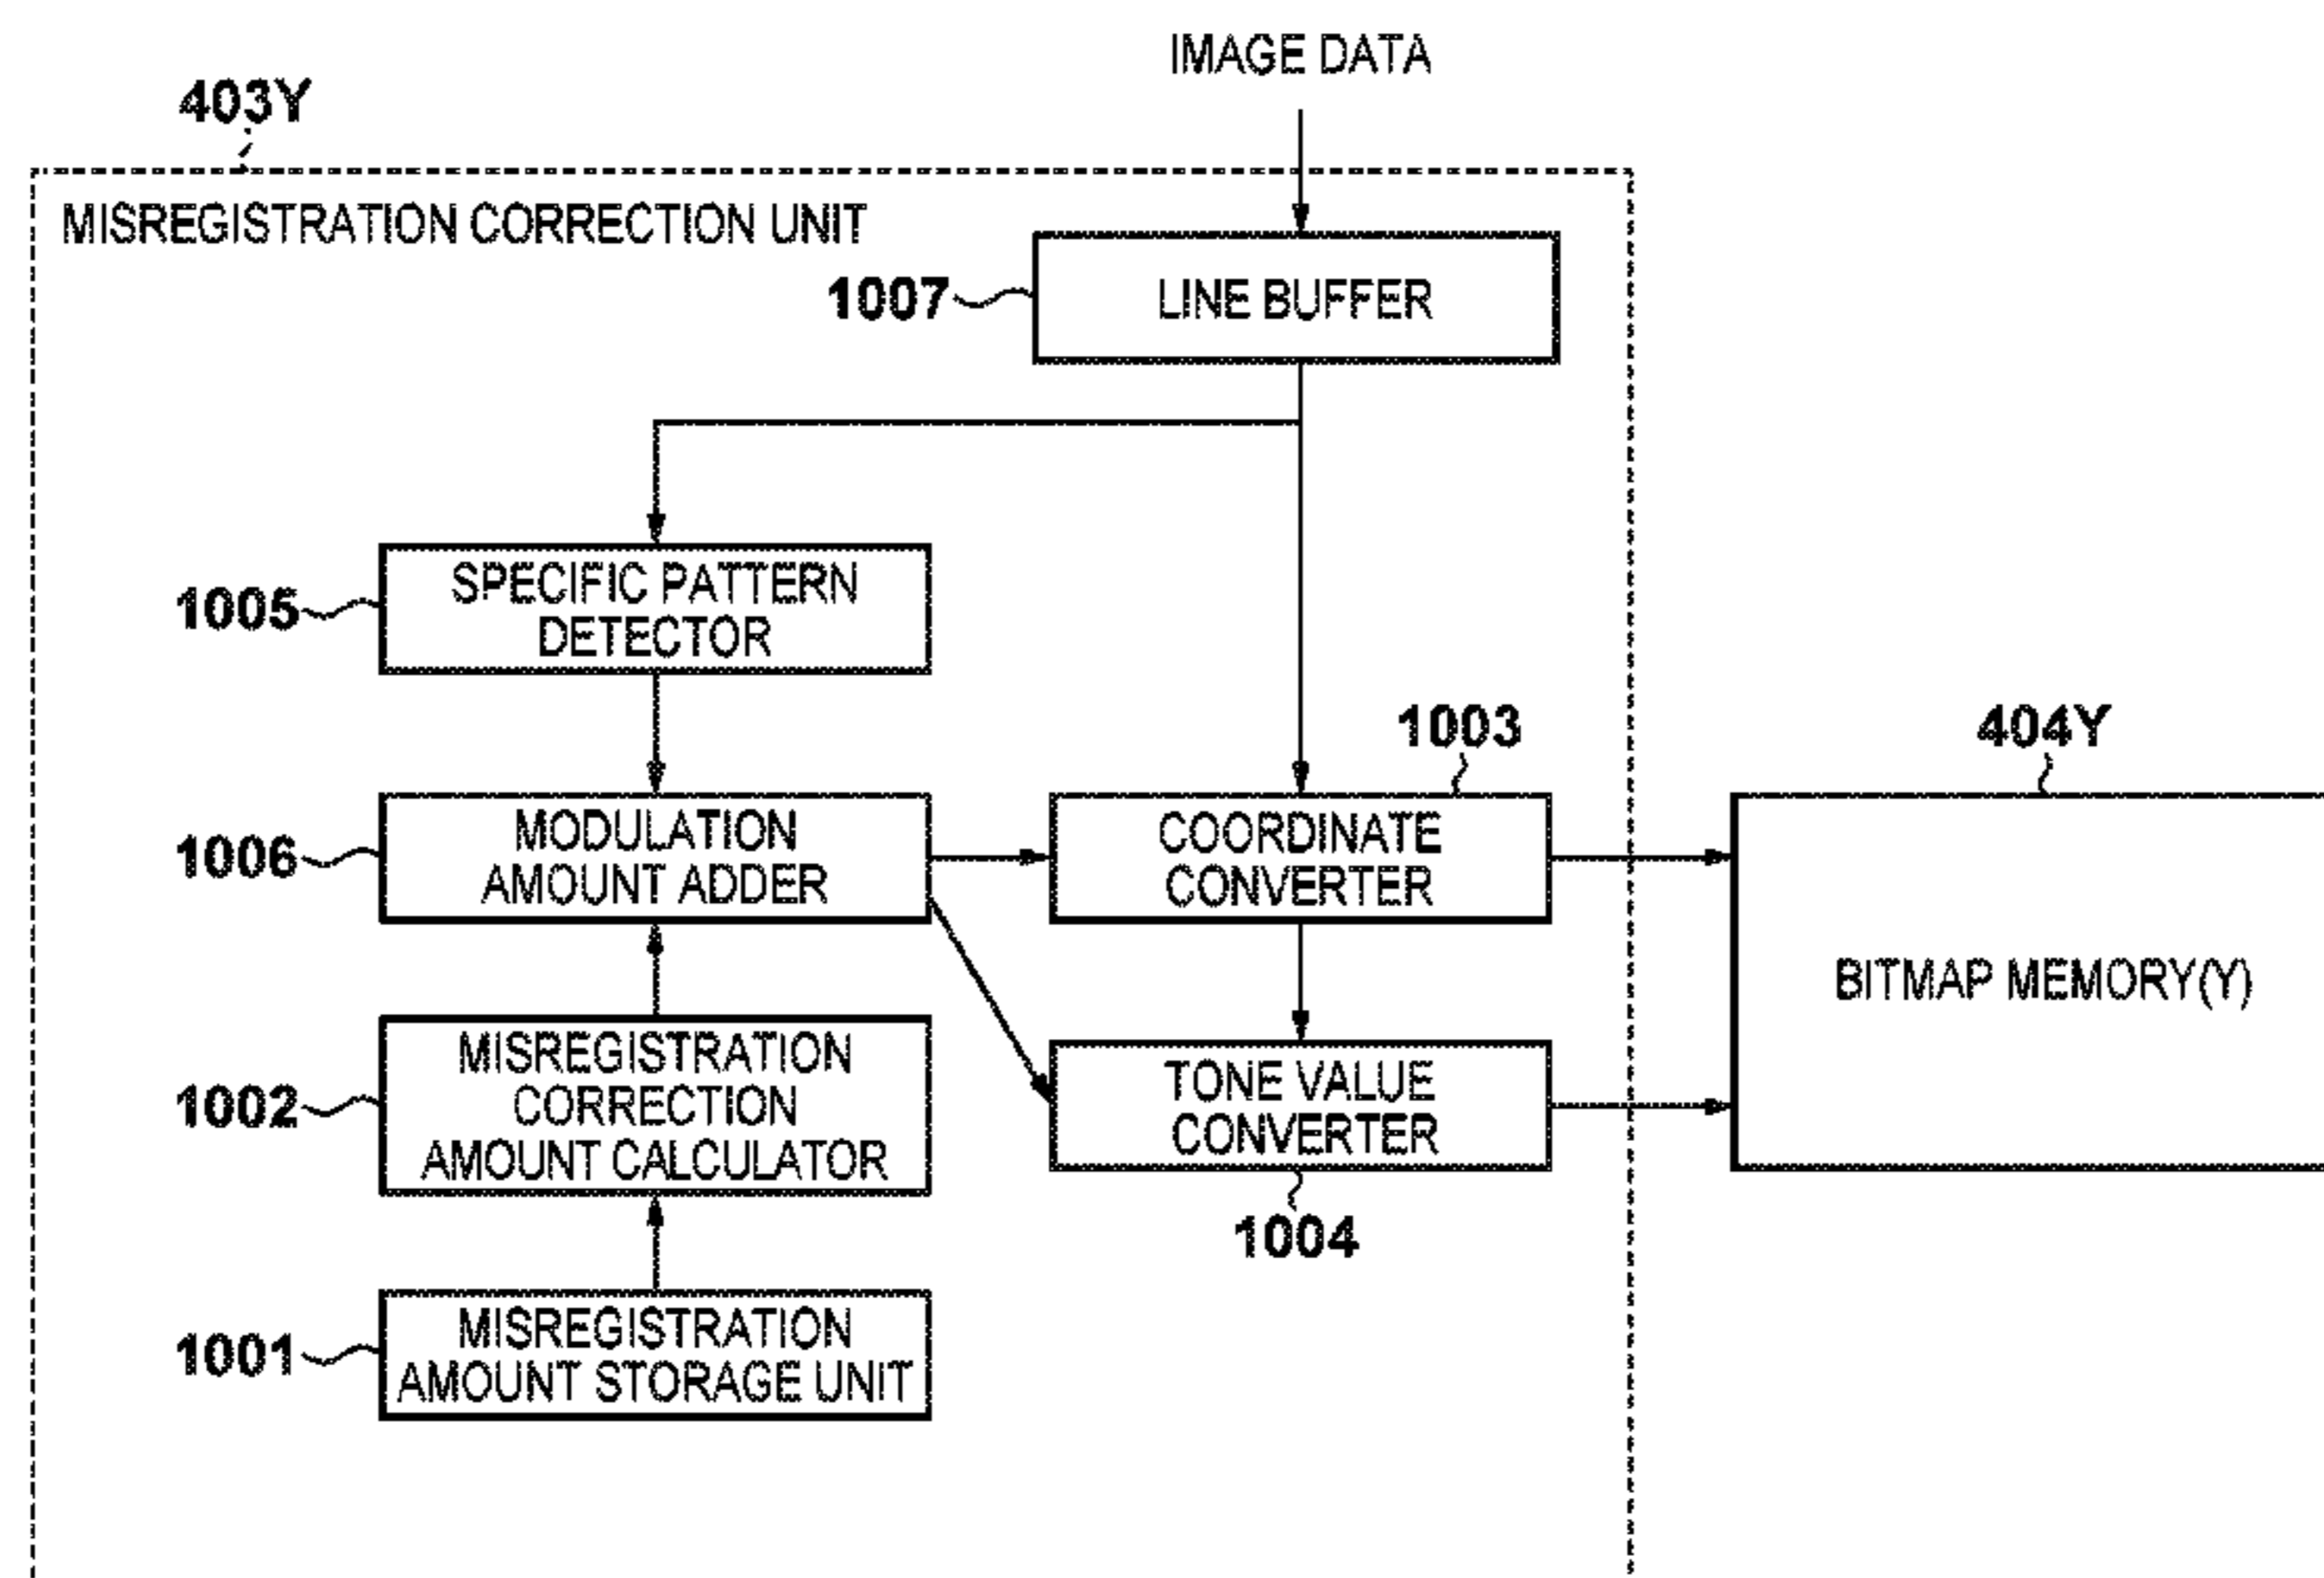 IMAGE DATA
403Y
MISREGISTRATION CORRECTION UNIT
1007
LINE BUFFER
1005
SPECIFIC PATTERN
DETECTOR
1003
404Y
1006
MODULATION
AMOUNT ADDER
COORDINATE
CONVERTER
BITMAP MEMORY(Y)
1002
MISREGISTRATION
CORRECTION
AMOUNT CALCULATOR
TONE VALUE
CONVERTER
1004
1001
MISREGISTRATION
AMOUNT STORAGE UNIT